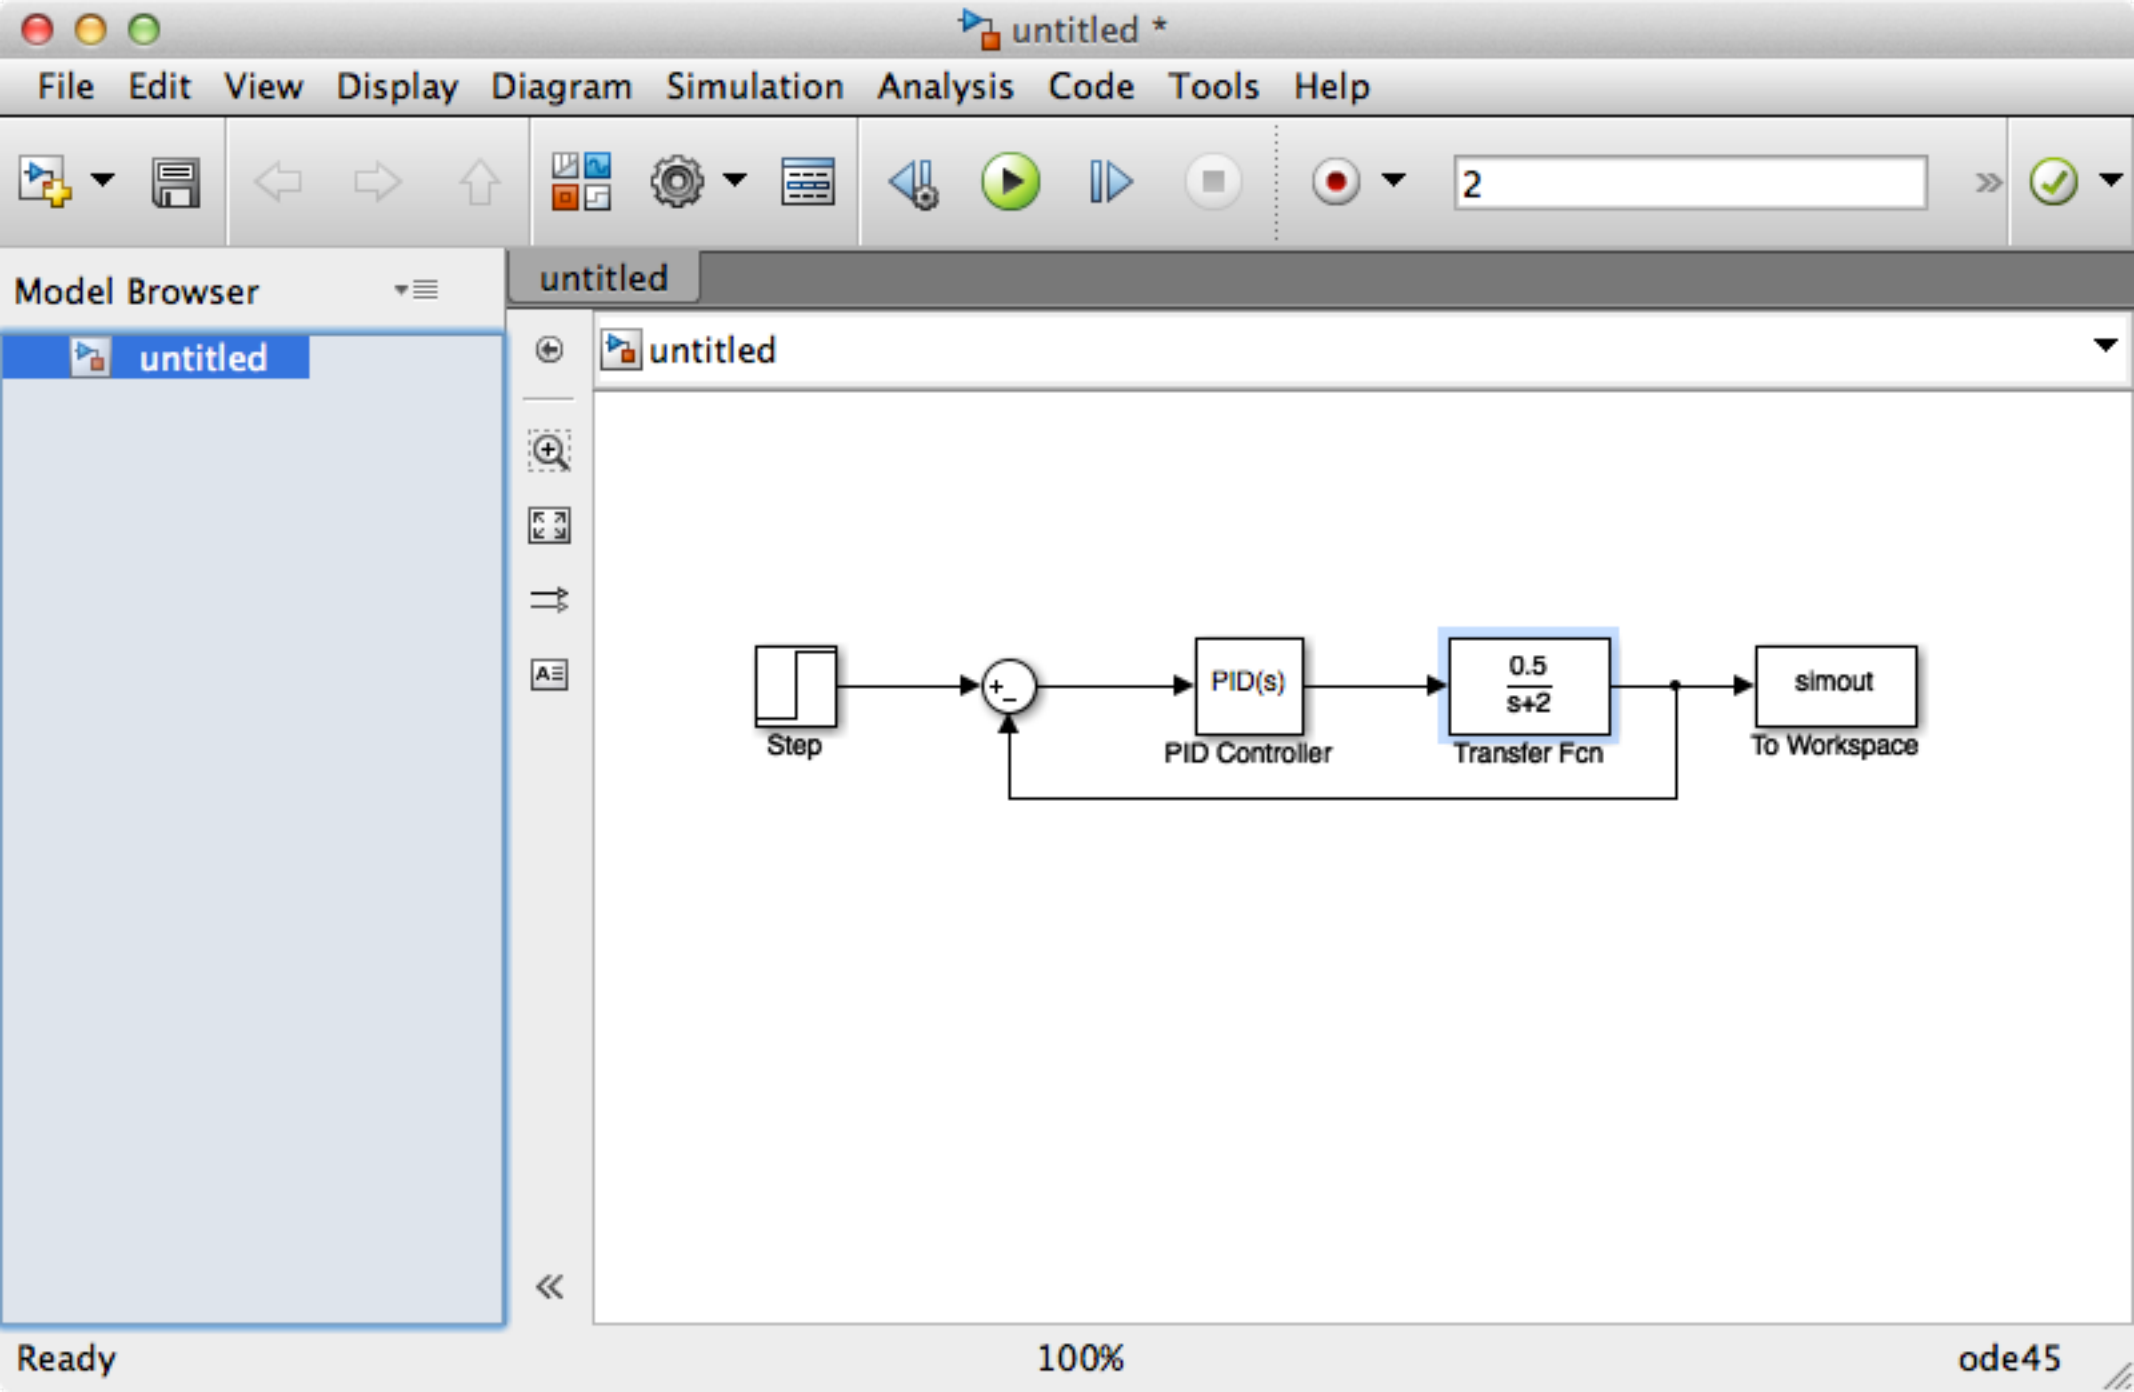 untitled *
File Edit View Display Diagram Simulation Analysis Code Tools Help
2
Model Browser
untitled
untitled
untitled
A
+
_
PID(s)
0.5
s+2
simout
Step
PID Controller
Transfer Fcn
To Workspace
Ready
100%
ode45